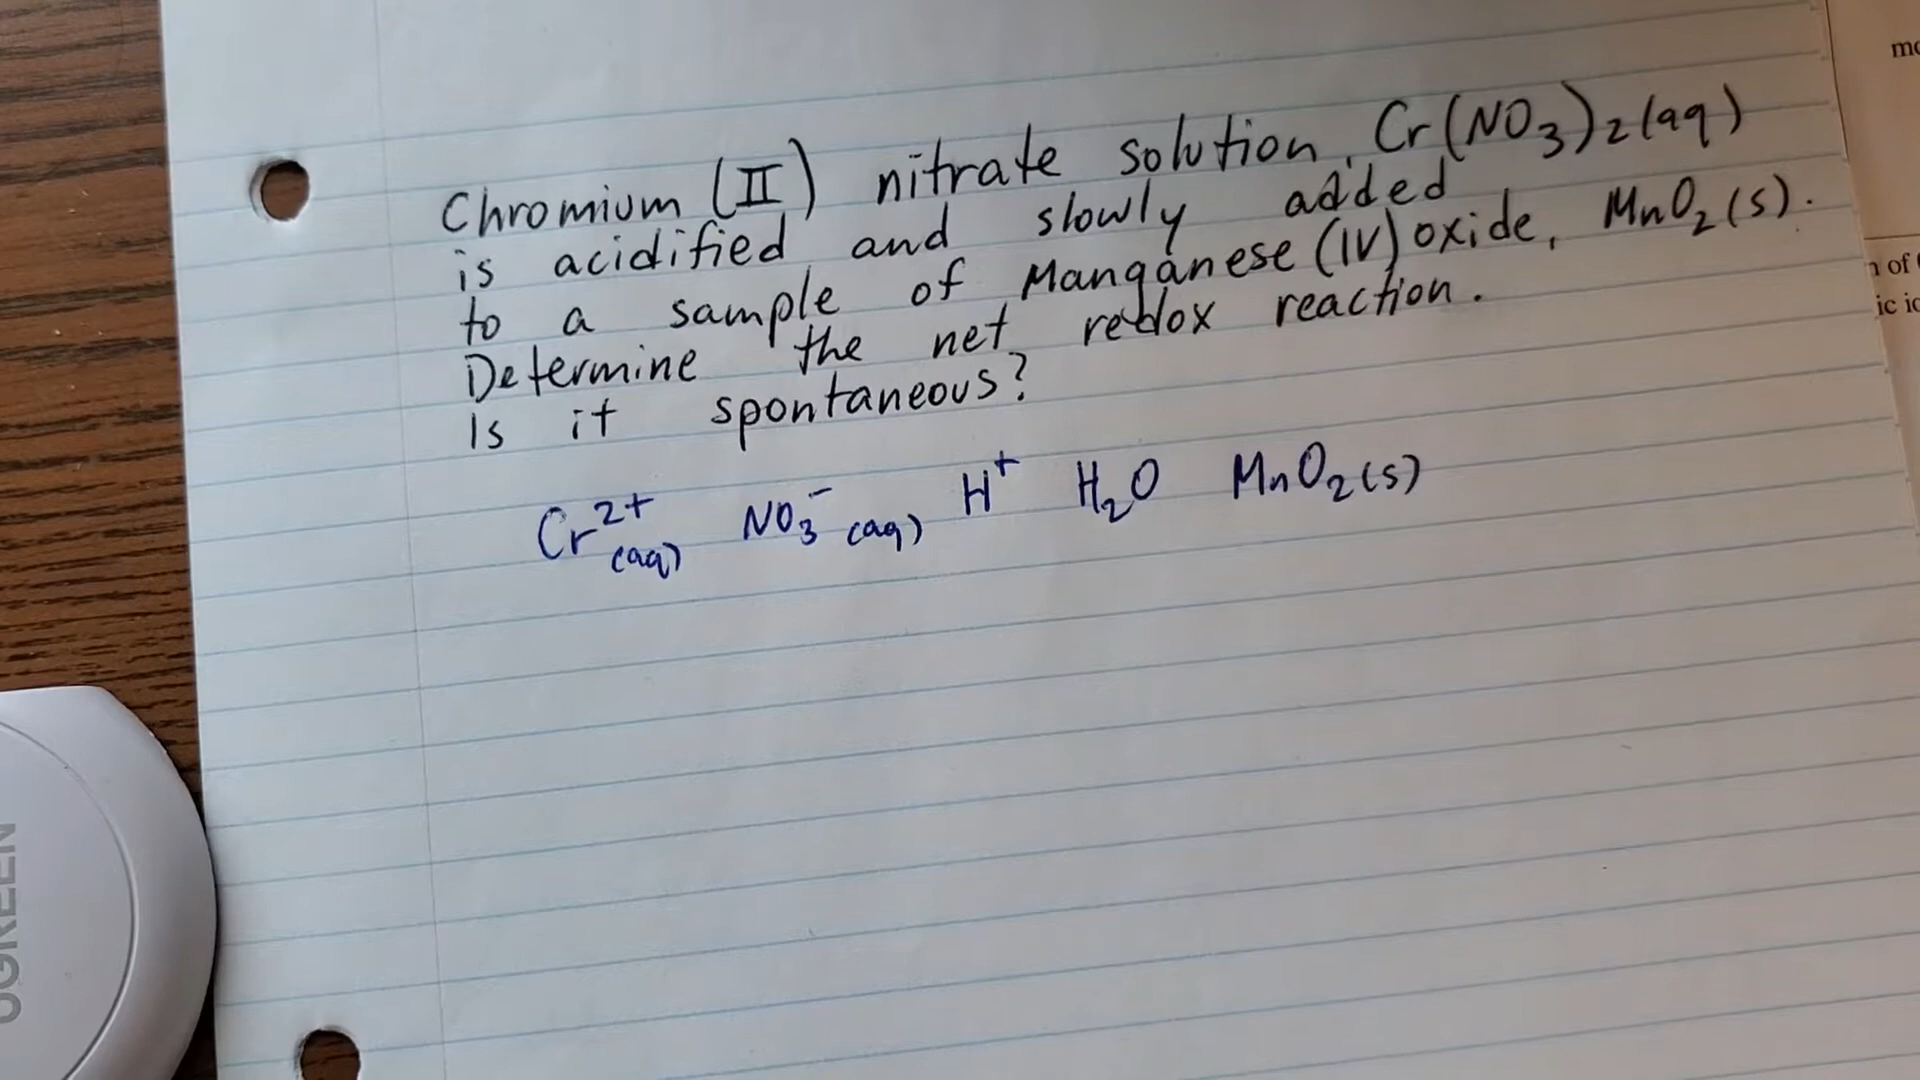 Chromium (II) nitrate solution, Cr(NO₃)₂(aq)
is acidified and slowly added
to a sample of Manganese (IV) oxide, MnO₂(s).
Determine the net redox reaction.
Is it spontaneous?
Cr²⁺(aq) NO₃⁻(aq) H⁺ H₂O MnO₂(s)
UGREEN